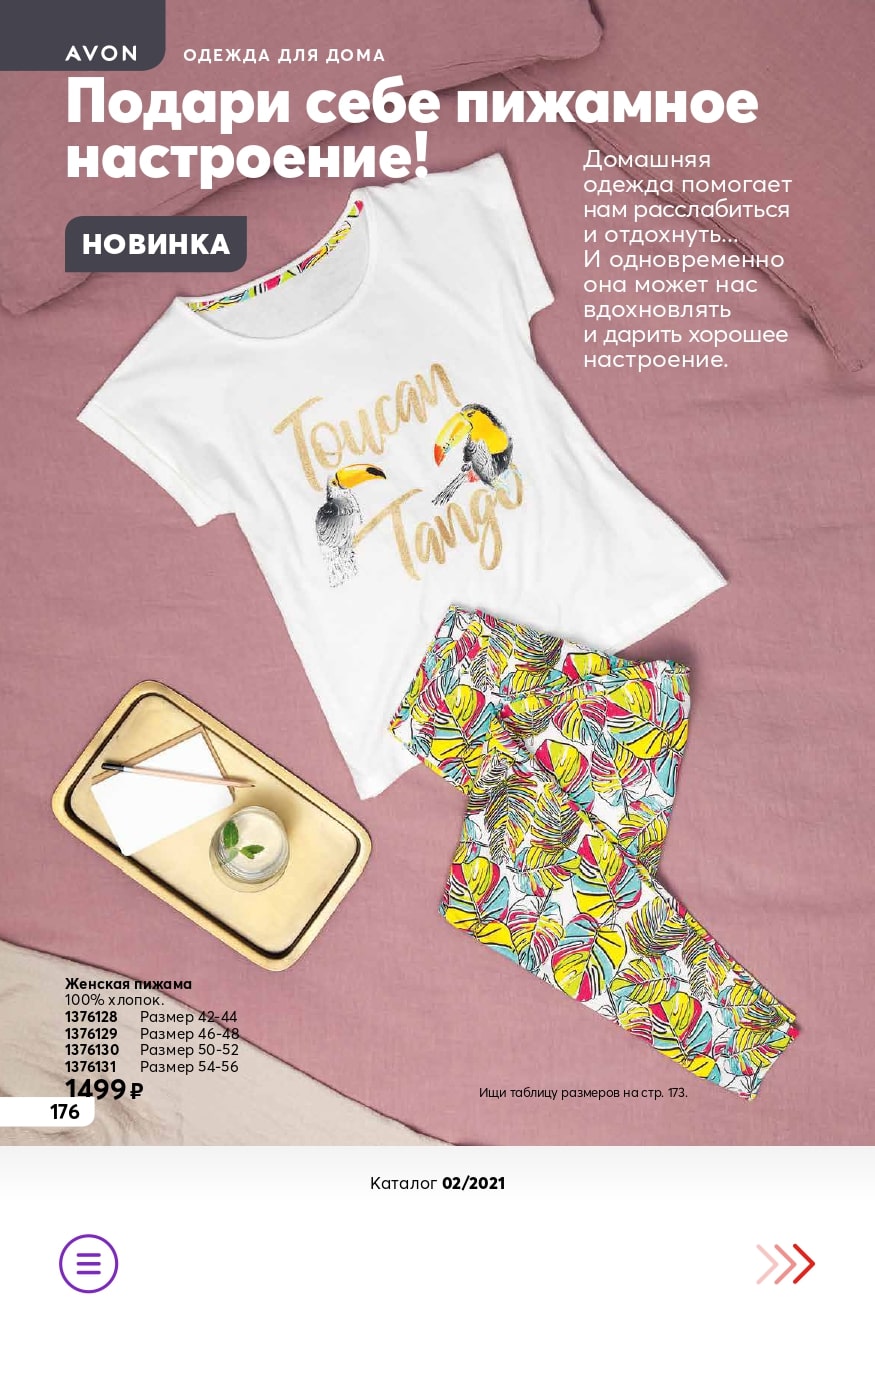 AVON
ОДЕЖДА ДЛЯ ДОМА
Подари себе пижамное
настроение!
Домашняя
одежда помогает
нам расслабиться
и отдохнуть...
И одновременно
она может нас
вдохновлять
и дарить хорошее
настроение.
НОВИНКА
Toucan
Tango
Женская пижама
100% хлопок.
1376128 Размер 42-44
1376129 Размер 46-48
1376130 Размер 50-52
1376131 Размер 54-56
1499 ₽
Ищи таблицу размеров на стр. 173.
176
Каталог 02/2021